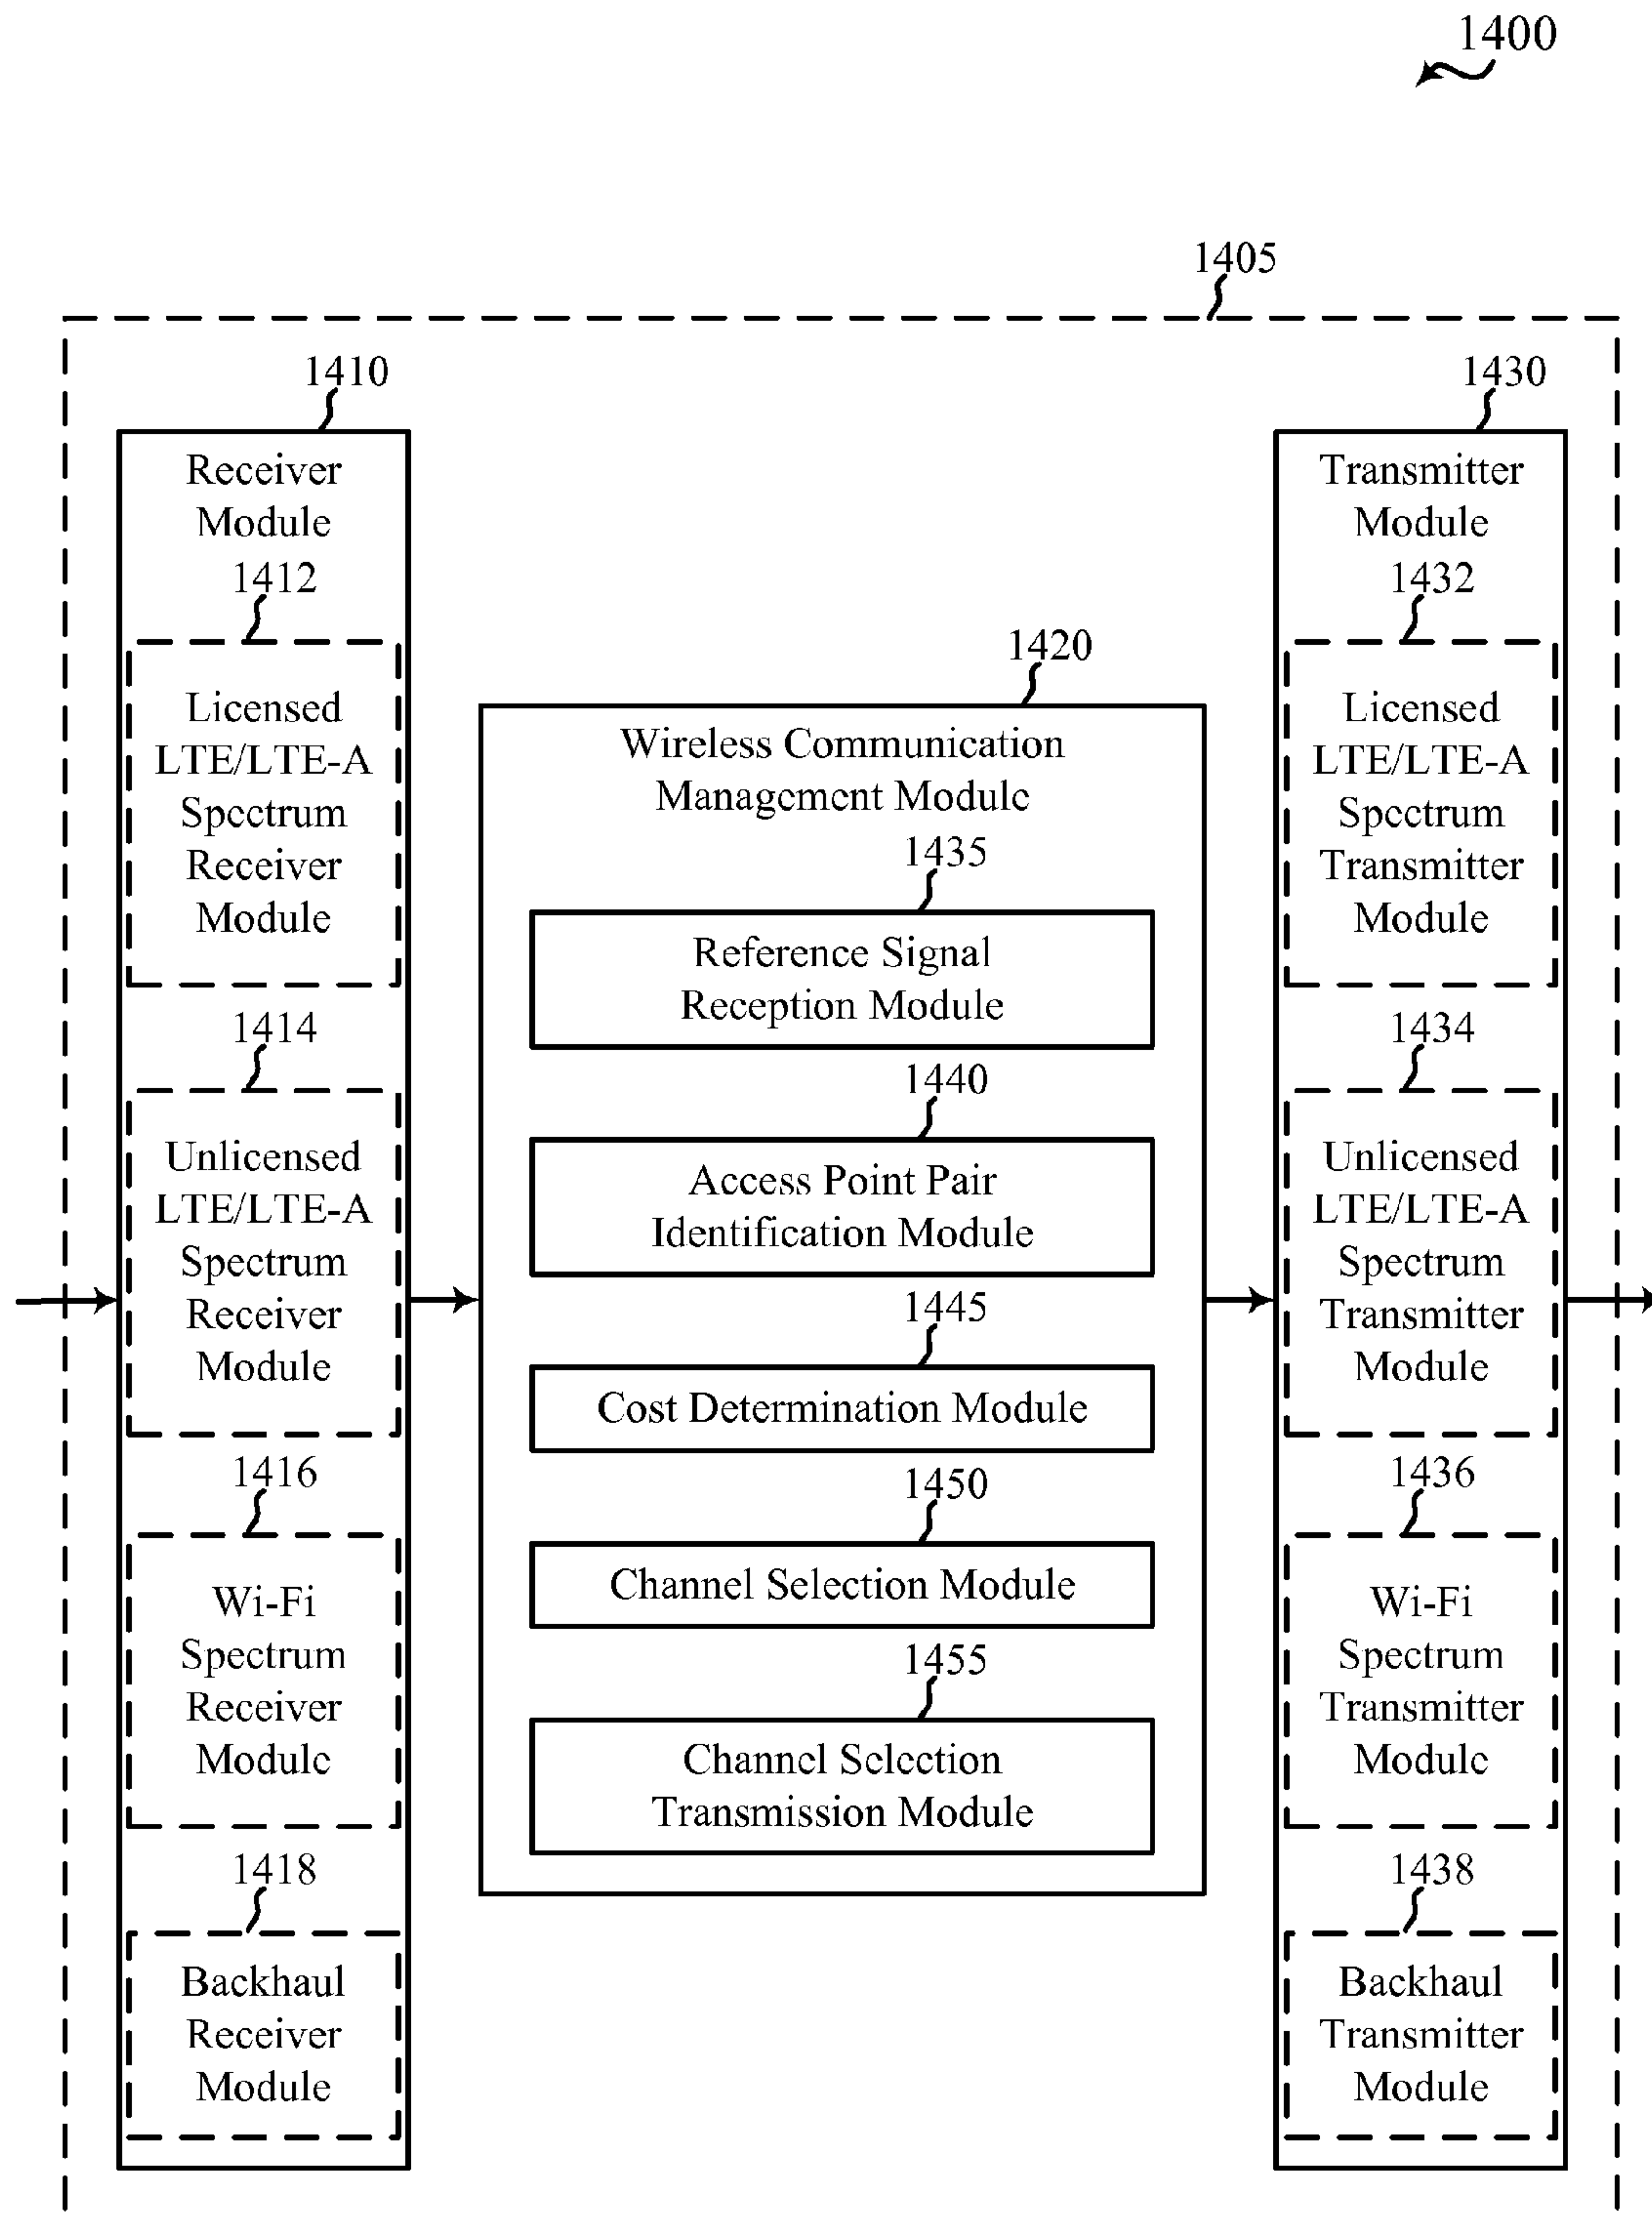 1400
1405
1410
Receiver
Module
1412
Licensed
LTE/LTE-A
Spectrum
Receiver
Module
1414
Unlicensed
LTE/LTE-A
Spectrum
Receiver
Module
1416
Wi-Fi
Spectrum
Receiver
Module
1418
Backhaul
Receiver
Module
1420
Wireless Communication
Management Module
1435
Reference Signal
Reception Module
1440
Access Point Pair
Identification Module
1445
Cost Determination Module
1450
Channel Selection Module
1455
Channel Selection
Transmission Module
1430
Transmitter
Module
1432
Licensed
LTE/LTE-A
Spectrum
Transmitter
Module
1434
Unlicensed
LTE/LTE-A
Spectrum
Transmitter
Module
1436
Wi-Fi
Spectrum
Transmitter
Module
1438
Backhaul
Transmitter
Module